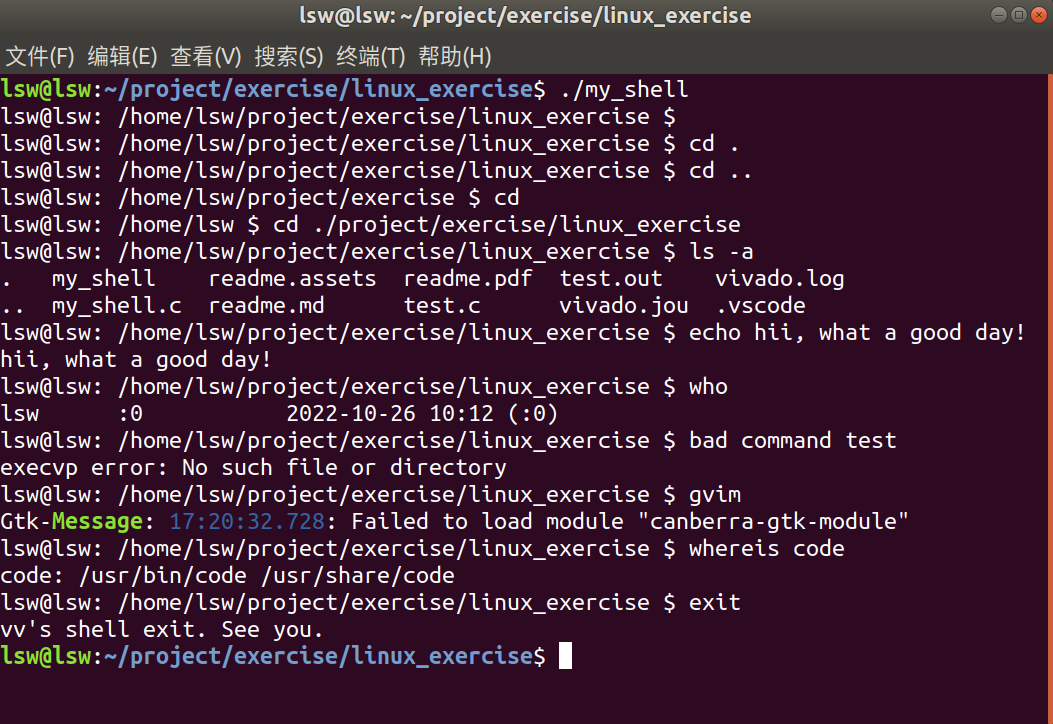 lsw@lsw: ~/project/exercise/linux_exercise
文件(F) 编辑(E) 查看(V) 搜索(S) 终端(T) 帮助(H)
lsw@lsw:~/project/exercise/linux_exercise$ ./my_shell
lsw@lsw: /home/lsw/project/exercise/linux_exercise $
lsw@lsw: /home/lsw/project/exercise/linux_exercise $ cd .
lsw@lsw: /home/lsw/project/exercise/linux_exercise $ cd ..
lsw@lsw: /home/lsw/project/exercise $ cd
lsw@lsw: /home/lsw $ cd ./project/exercise/linux_exercise
lsw@lsw: /home/lsw/project/exercise/linux_exercise $ ls -a
.   my_shell    readme.assets  readme.pdf  test.out    vivado.log
..  my_shell.c  readme.md      test.c      vivado.jou  .vscode
lsw@lsw: /home/lsw/project/exercise/linux_exercise $ echo hii, what a good day!
hii, what a good day!
lsw@lsw: /home/lsw/project/exercise/linux_exercise $ who
lsw      :0           2022-10-26 10:12 (:0)
lsw@lsw: /home/lsw/project/exercise/linux_exercise $ bad command test
execvp error: No such file or directory
lsw@lsw: /home/lsw/project/exercise/linux_exercise $ gvim
Gtk-Message: 17:20:32.728: Failed to load module "canberra-gtk-module"
lsw@lsw: /home/lsw/project/exercise/linux_exercise $ whereis code
code: /usr/bin/code /usr/share/code
lsw@lsw: /home/lsw/project/exercise/linux_exercise $ exit
vv's shell exit. See you.
lsw@lsw:~/project/exercise/linux_exercise$